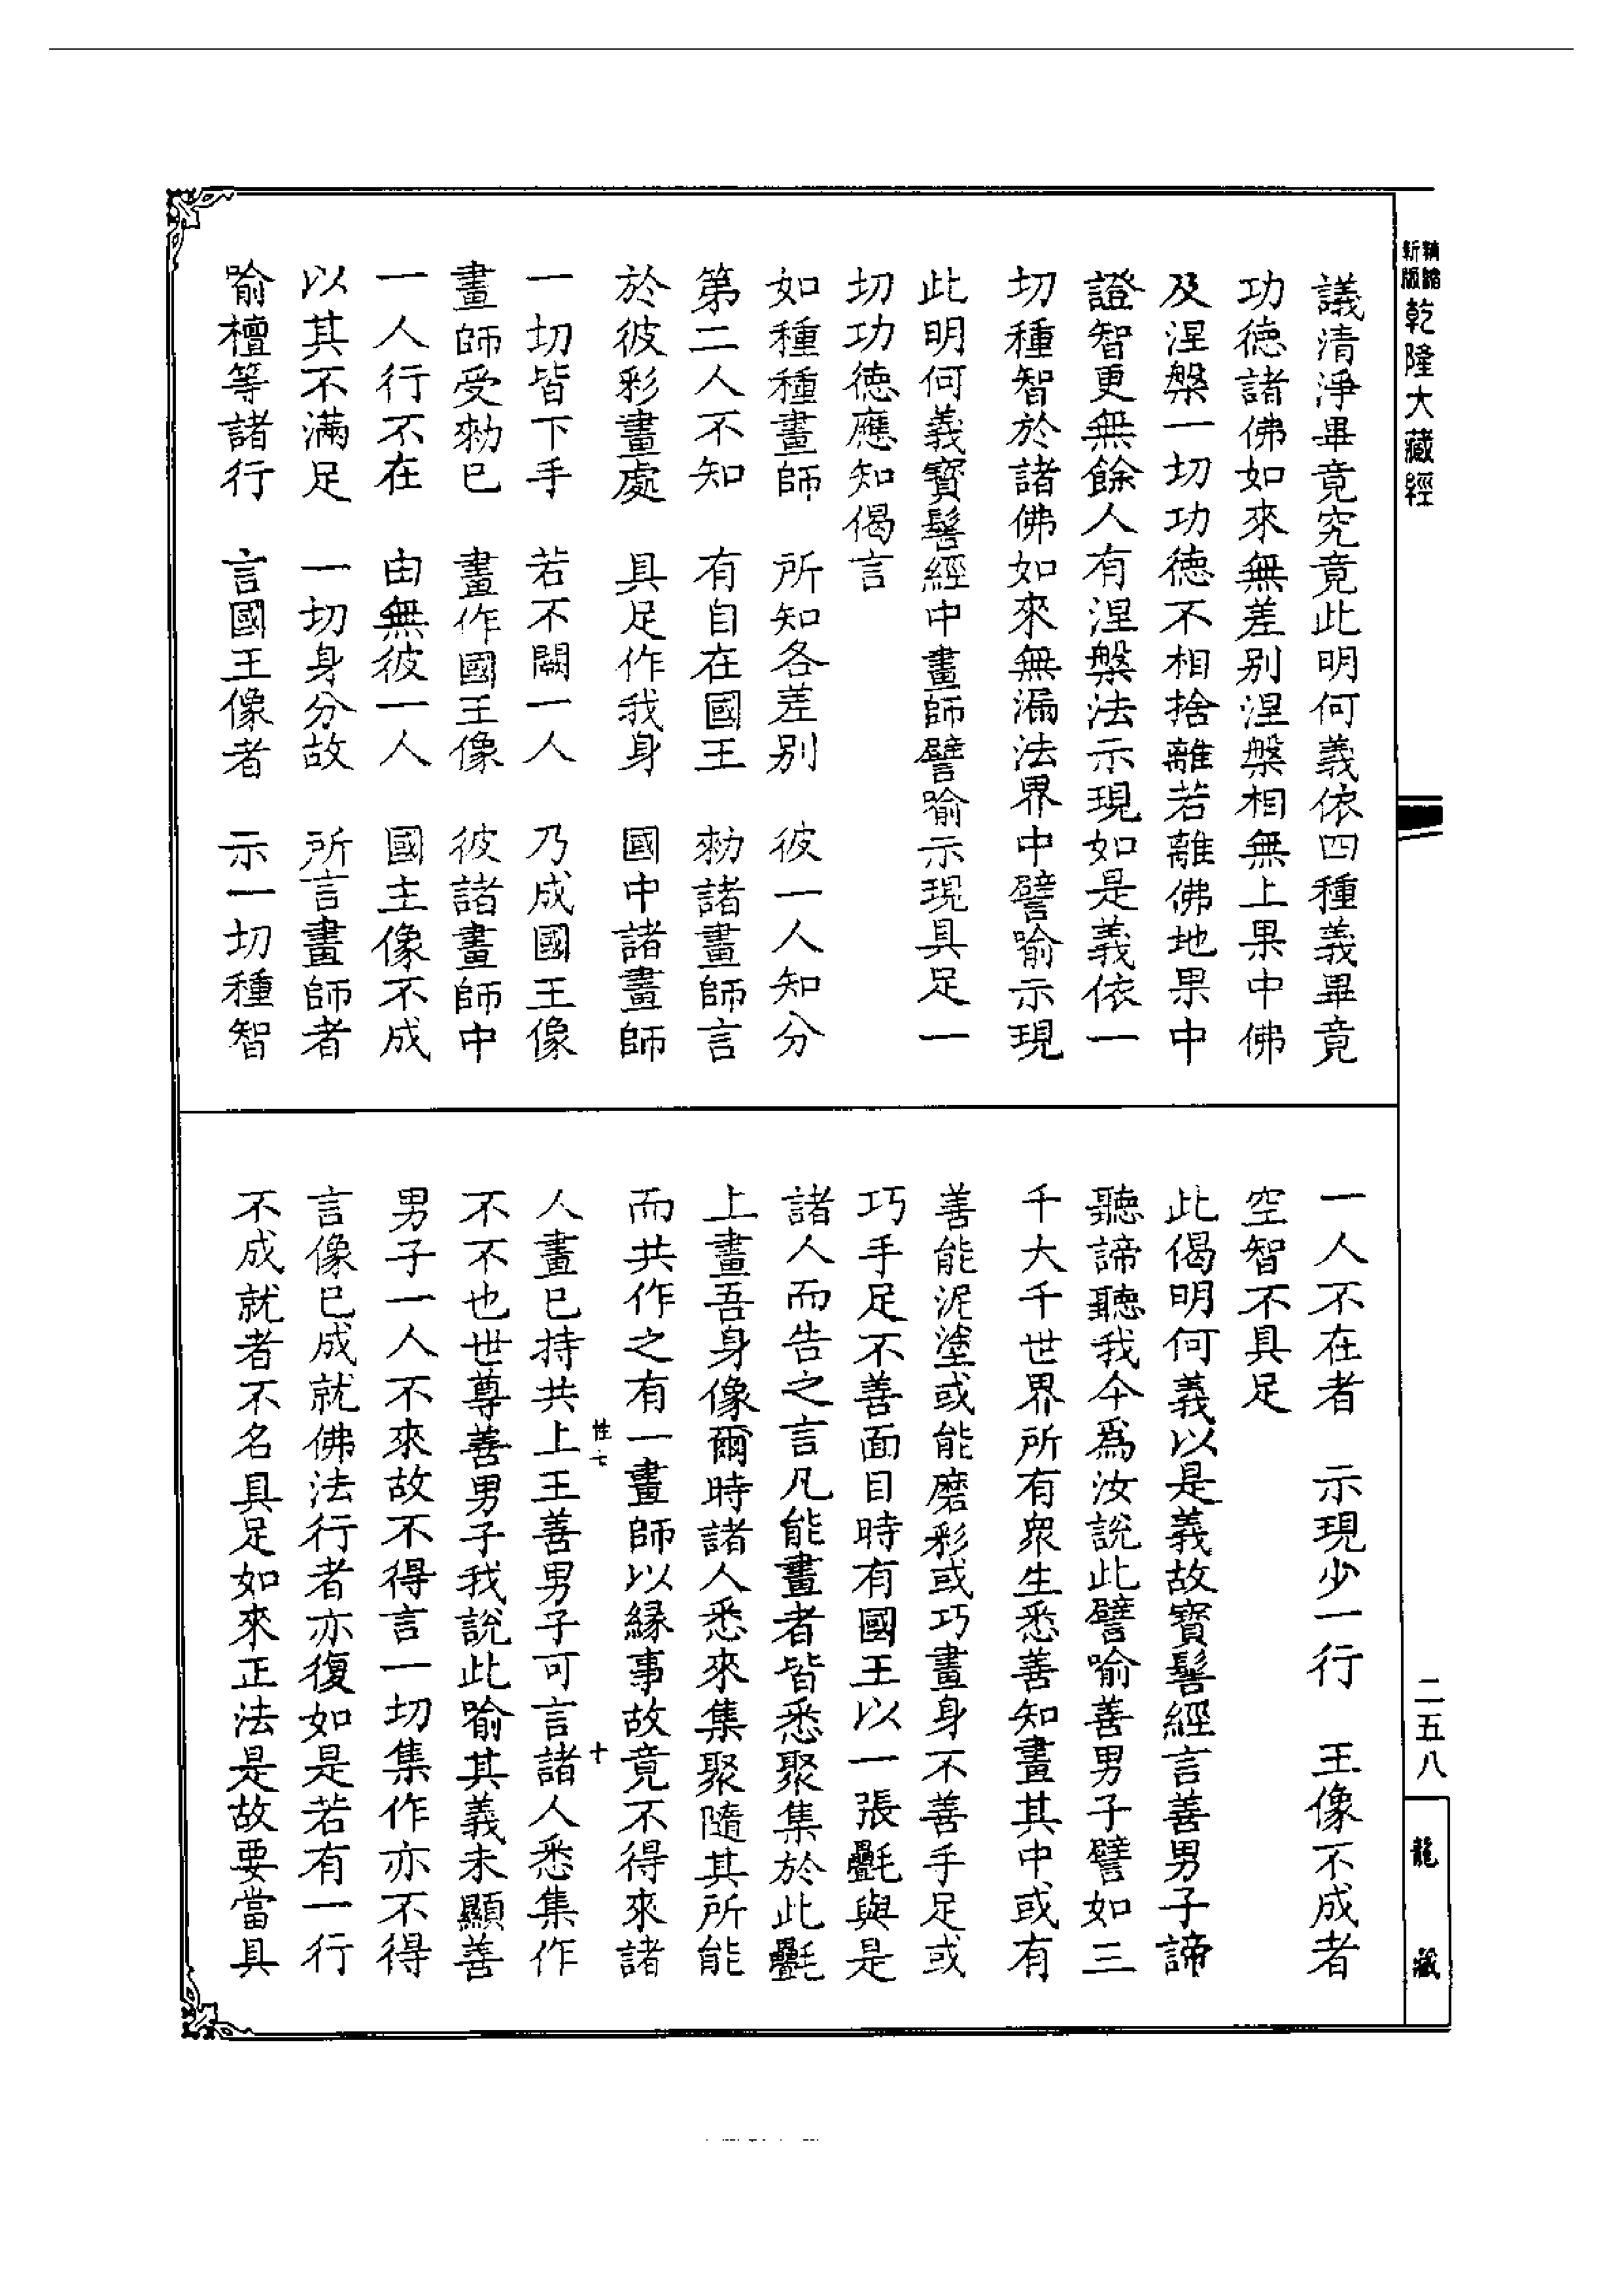 精縮
新版
乾隆大藏經
議清淨畢竟究竟此明何義依四種義畢竟
功德諸佛如來無差別涅槃相無上果中佛
及涅槃一切功德不相捨離若離佛地果中
證智更無餘人有涅槃法示現如是義依一
切種智於諸佛如來無漏法界中譬喻示現
此明何義寶髻經中畫師譬喻示現具足一
切功德應知偈言
如種種畫師　所知各差別　彼一人知分
第二人不知　有自在國王　勑諸畫師言
於彼彩畫處　具足作我身　國中諸畫師
一切皆下手　若不闕一人　乃成國王像
畫師受勑已　畫作國王像　彼諸畫師中
一人行不在　由無彼一人　國主像不成
以其不滿足　一切身分故　所言畫師者
喻檀等諸行　言國王像者　示一切種智
一人不在者　示現少一行　王像不成者
空智不具足
此偈明何義以是義故寶髻經言善男子諦
聽諦聽我今爲汝說此譬喻善男子譬如三
千大千世界所有衆生悉善知畫其中或有
善能泥塗或能磨彩或巧畫身不善手足或
巧手足不善面目時有國王以一張㲲與是
諸人而告之言凡能畫者皆悉聚集於此㲲
上畫吾身像爾時諸人悉來集聚隨其所能
而共作之有一畫師以緣事故竟不得來諸
性七
十
人畫已持共上王善男子可言諸人悉集作
不不也世尊善男子我說此喻其義未顯善
男子一人不來故不得言一切集作亦不得
言像已成就佛法行者亦復如是若有一行
不成就者不名具足如來正法是故要當具
二五八
龍藏